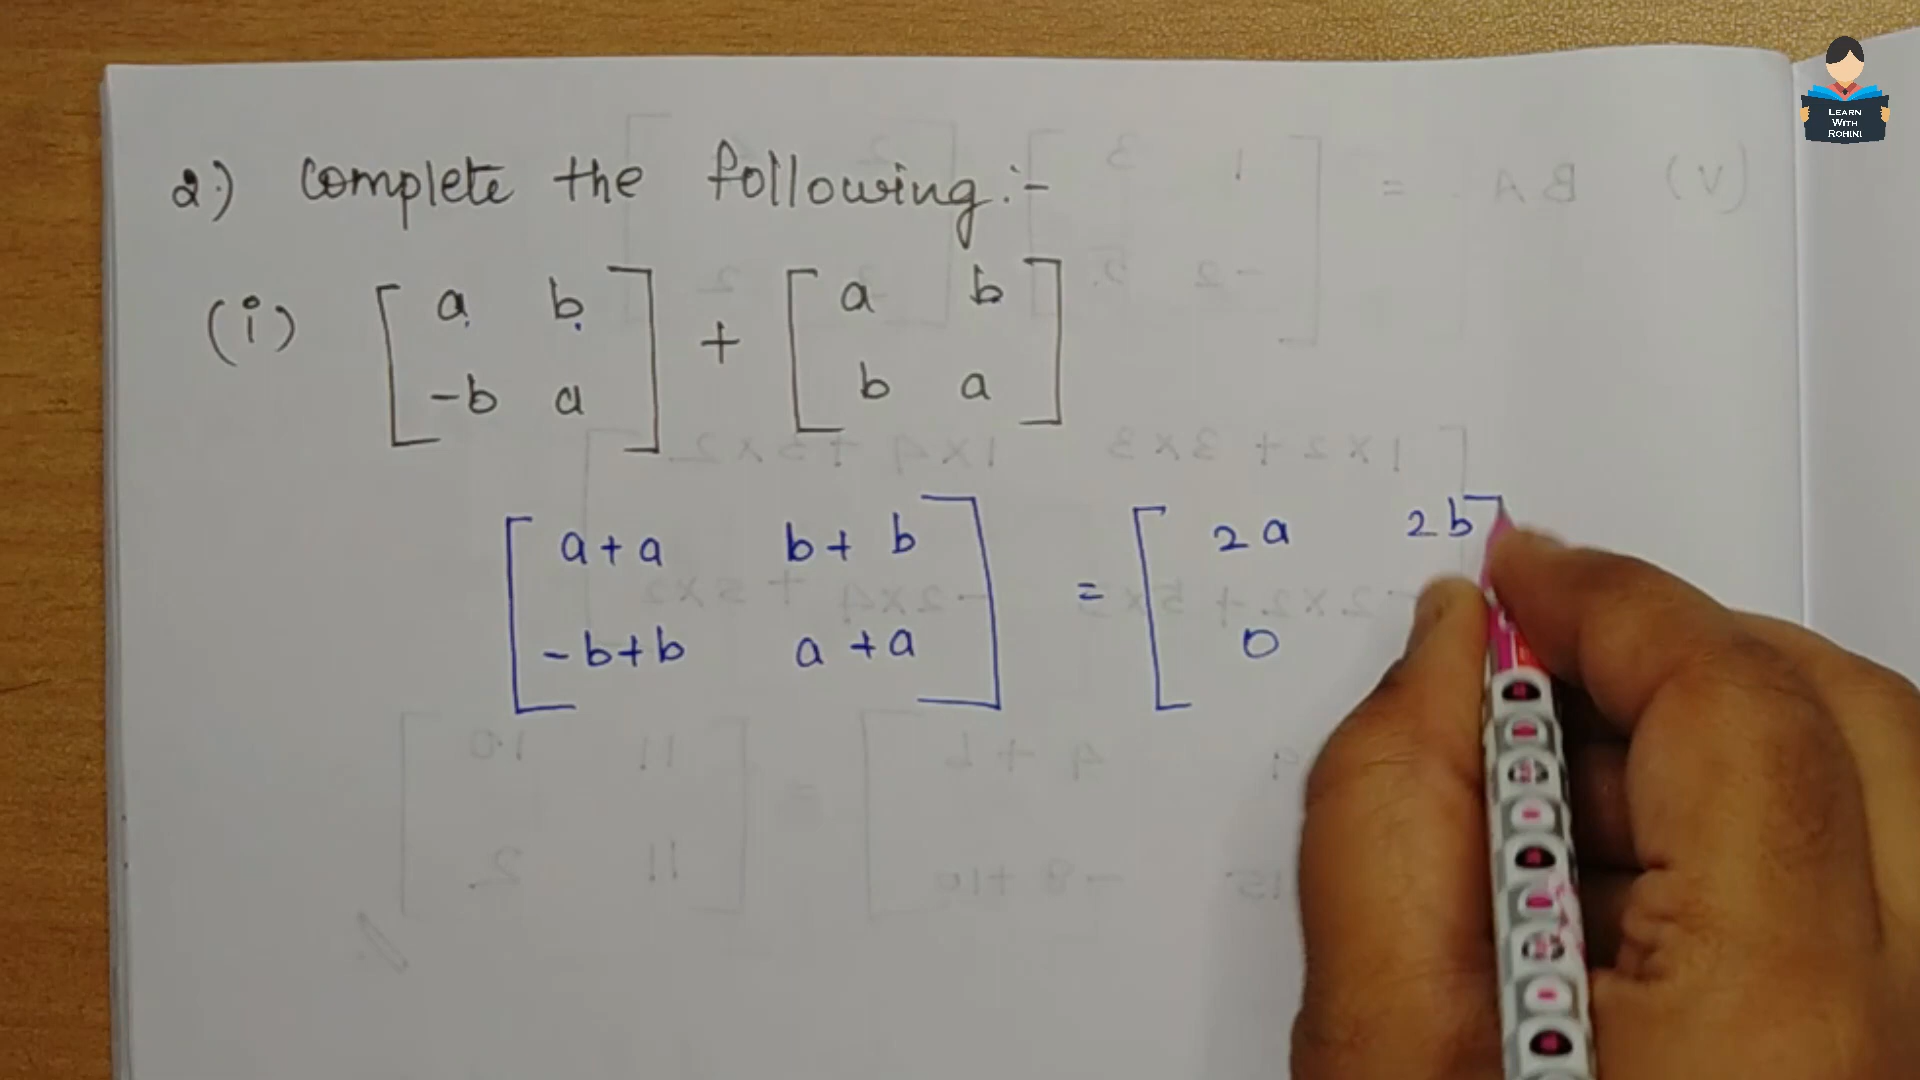 LEARN
WITH
ROHINI
2.) Complete the following:-
(i) [ a b ] + [ a b ]
[ -b a ] [ b a ]
[ a+a b+ b ] = [ 2a 2b ]
[ -b+b a +a ] [ 0